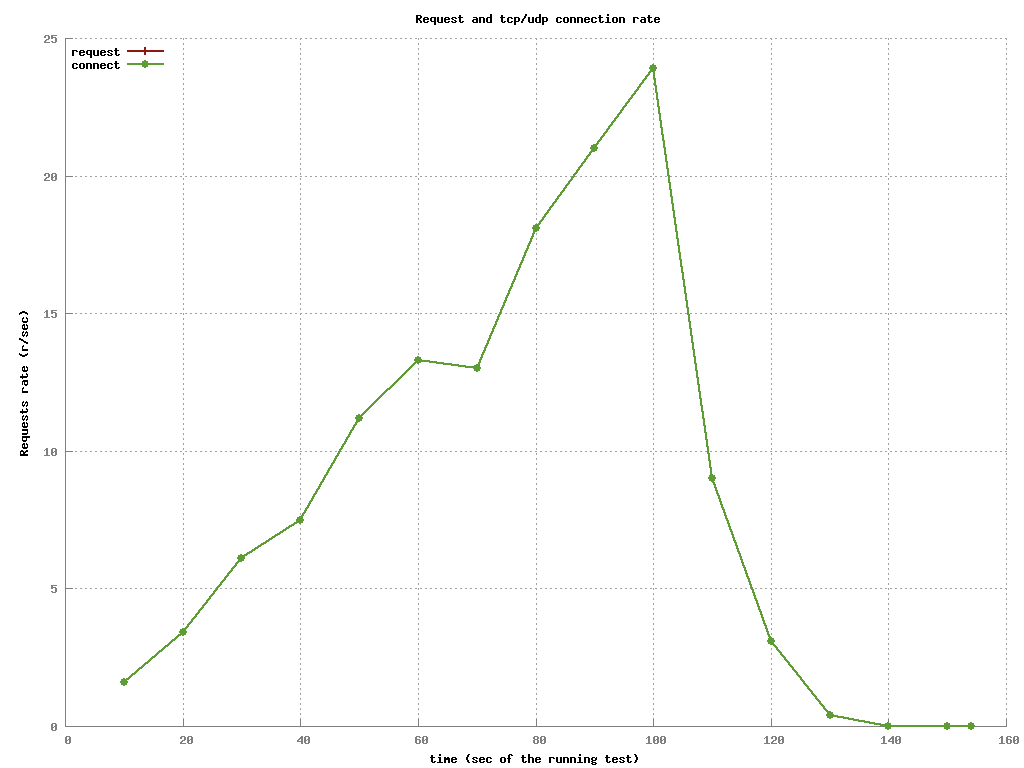 Request and tcp/udp connection rate
request
connect
25
20
15
10
5
0
Requests rate (r/sec)
0 20 40 60 80 100 120 140 160
time (sec of the running test)